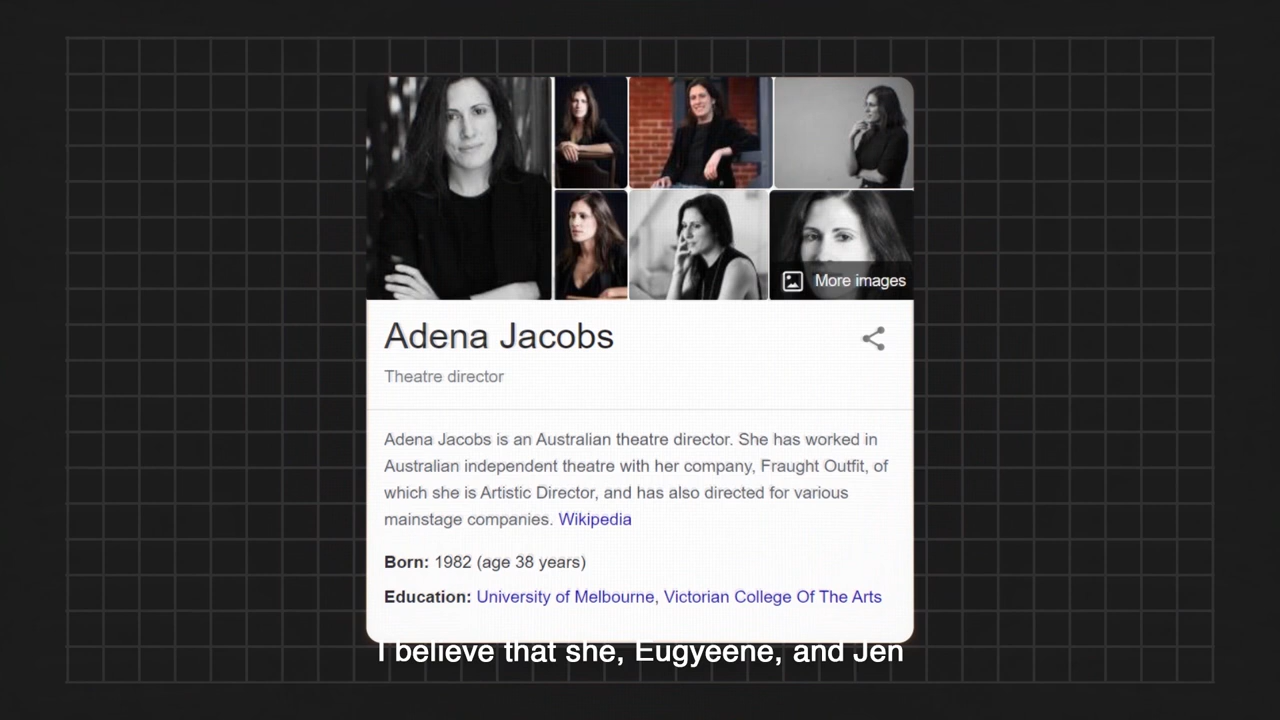 More images
Adena Jacobs
Theatre director
Adena Jacobs is an Australian theatre director. She has worked in
Australian independent theatre with her company, Fraught Outfit, of
which she is Artistic Director, and has also directed for various
mainstage companies. Wikipedia
Born: 1982 (age 38 years)
Education: University of Melbourne, Victorian College Of The Arts
I believe that she, Eugyeene, and Jen